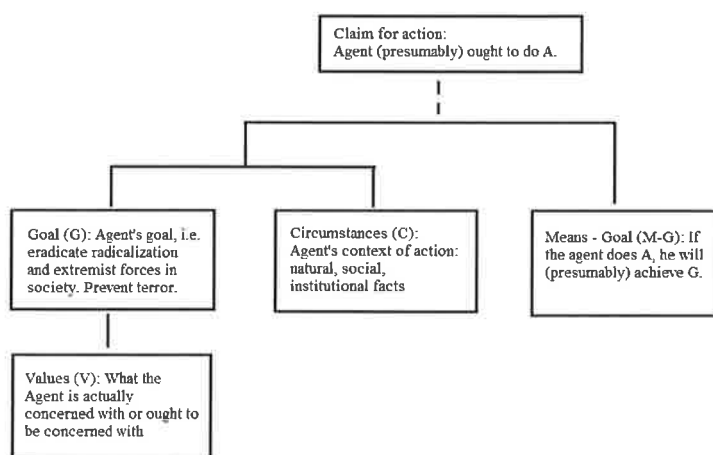 Claim for action:
Agent (presumably) ought to do A.
Goal (G): Agent's goal, i.e.
eradicate radicalization
and extremist forces in
society. Prevent terror.
Circumstances (C):
Agent's context of action:
natural, social,
institutional facts
Means - Goal (M-G): If
the agent does A, he will
(presumably) achieve G.
Values (V): What the
Agent is actually
concerned with or ought to
be concerned with